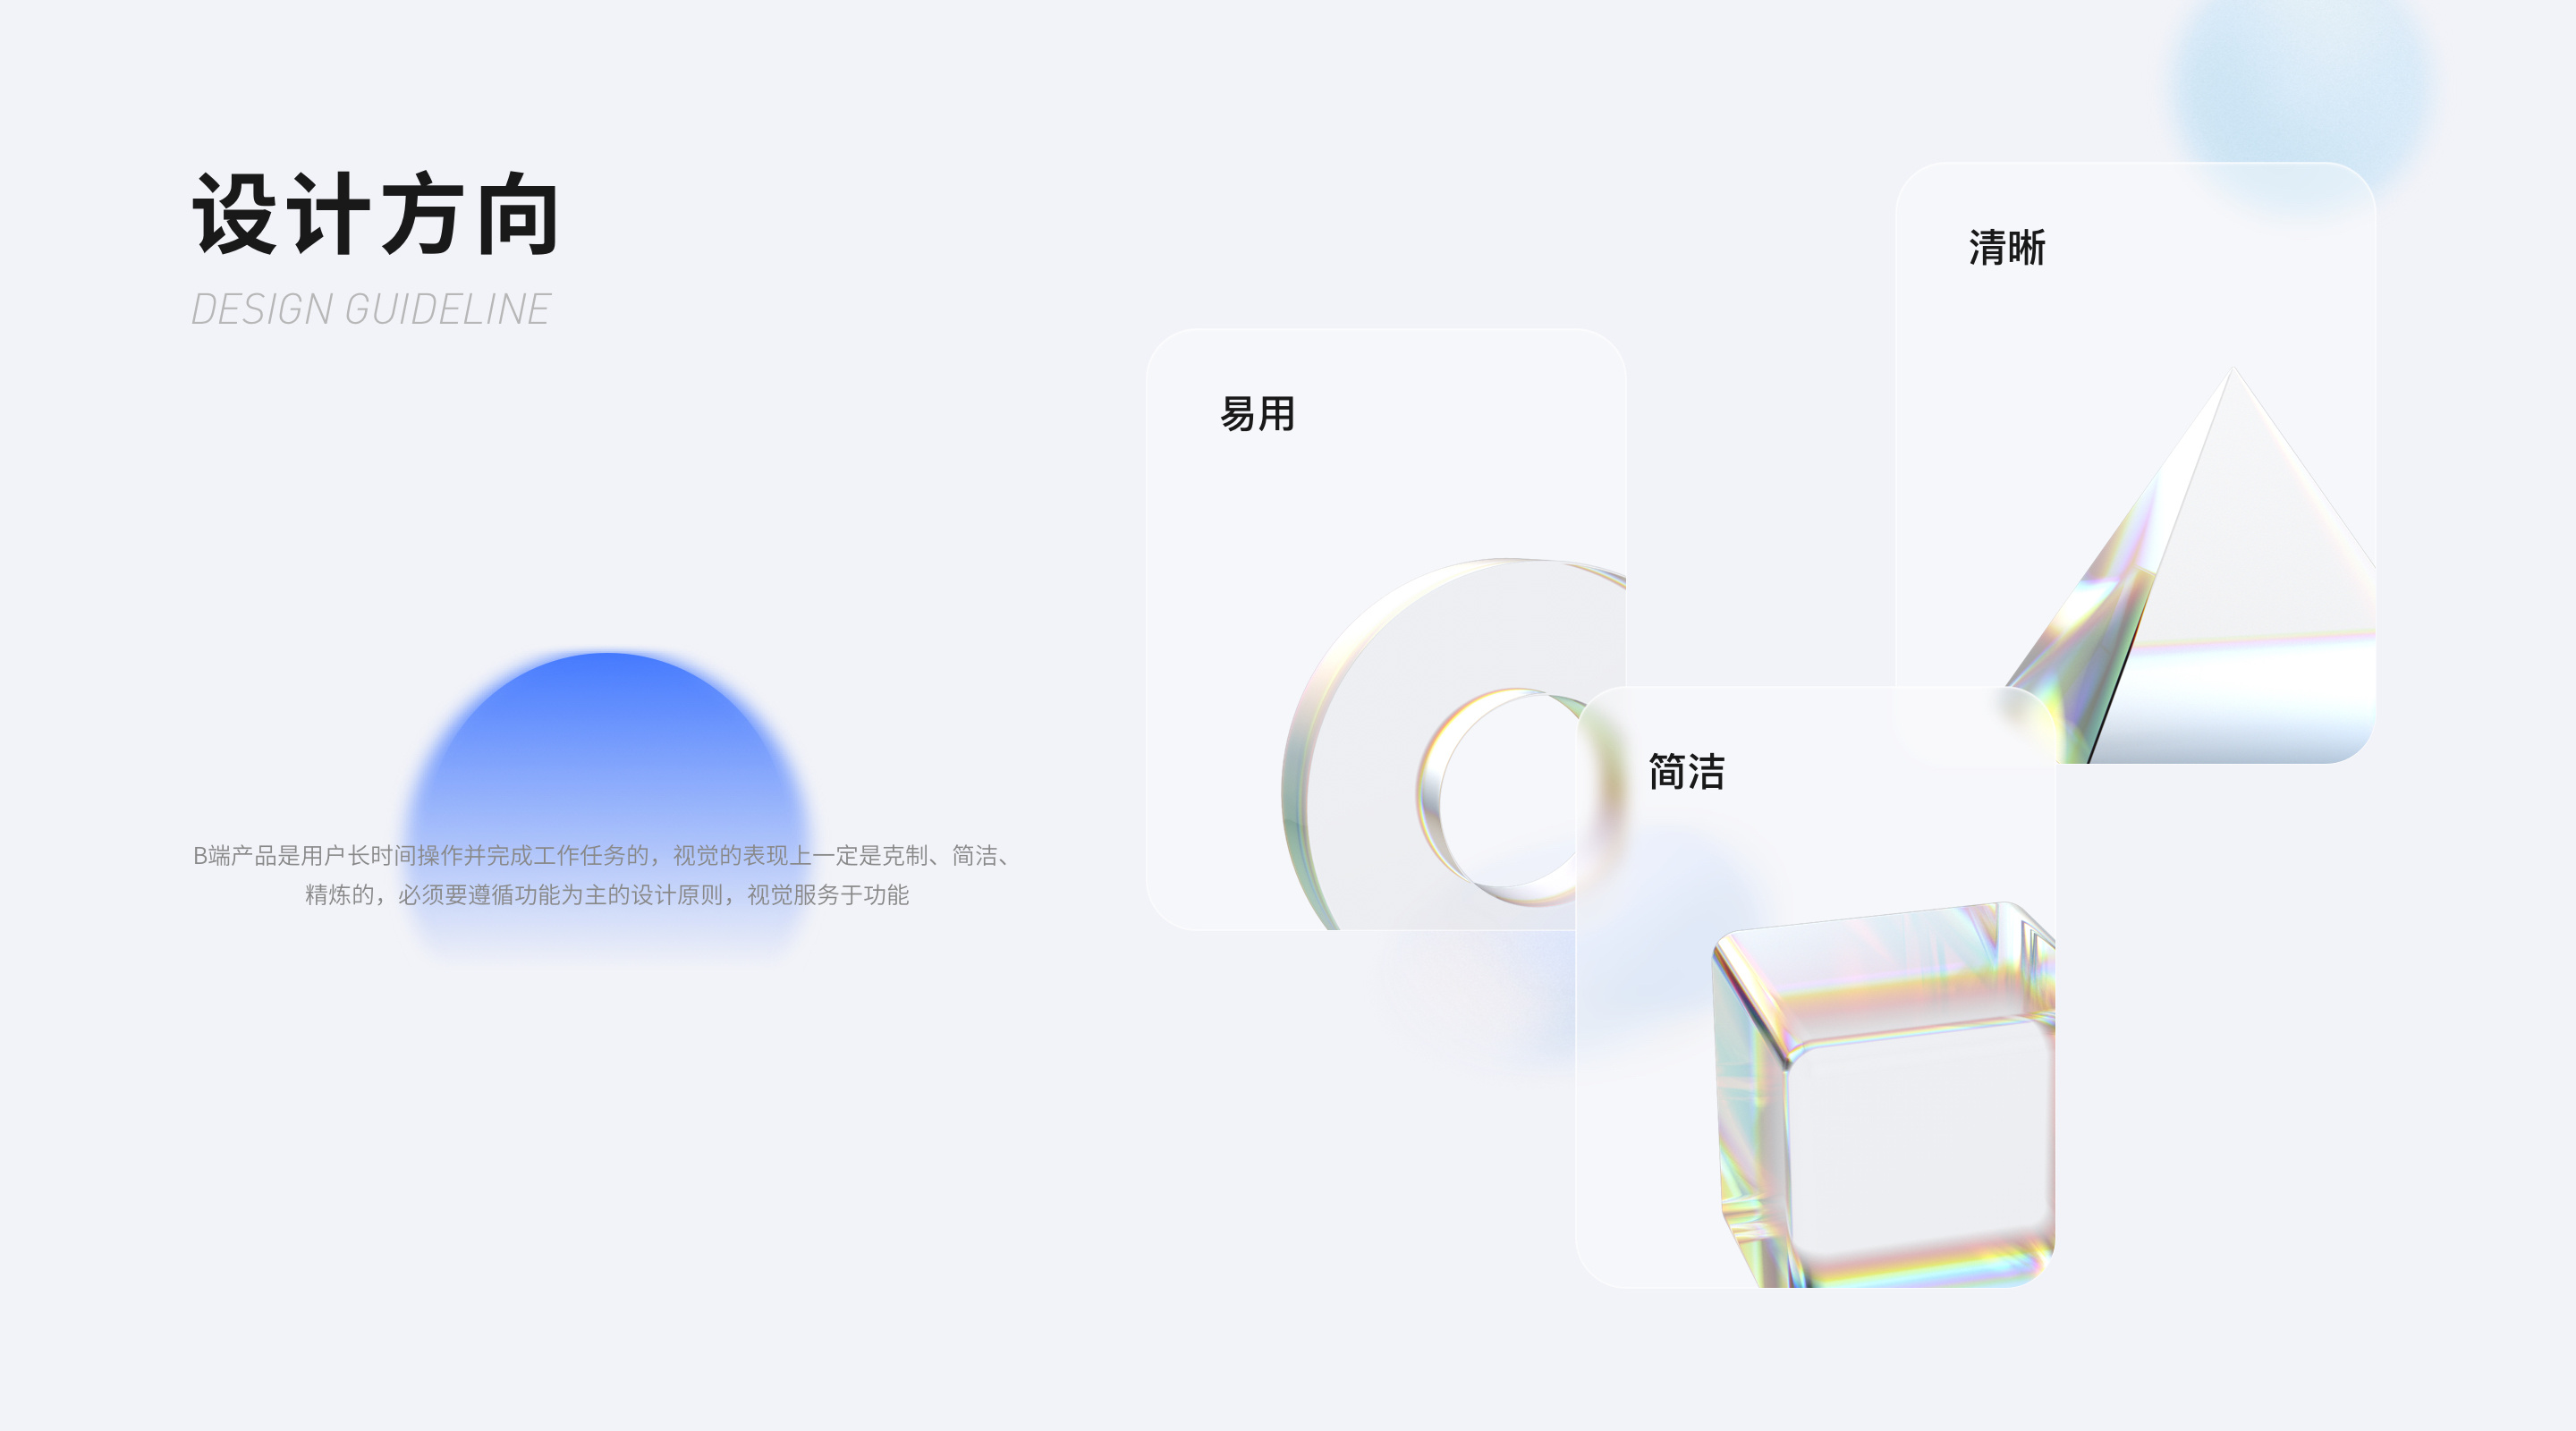 设计方向
DESIGN GUIDELINE
B端产品是用户长时间操作并完成工作任务的，视觉的表现上一定是克制、简洁、
精炼的，必须要遵循功能为主的设计原则，视觉服务于功能
易用
简洁
清晰